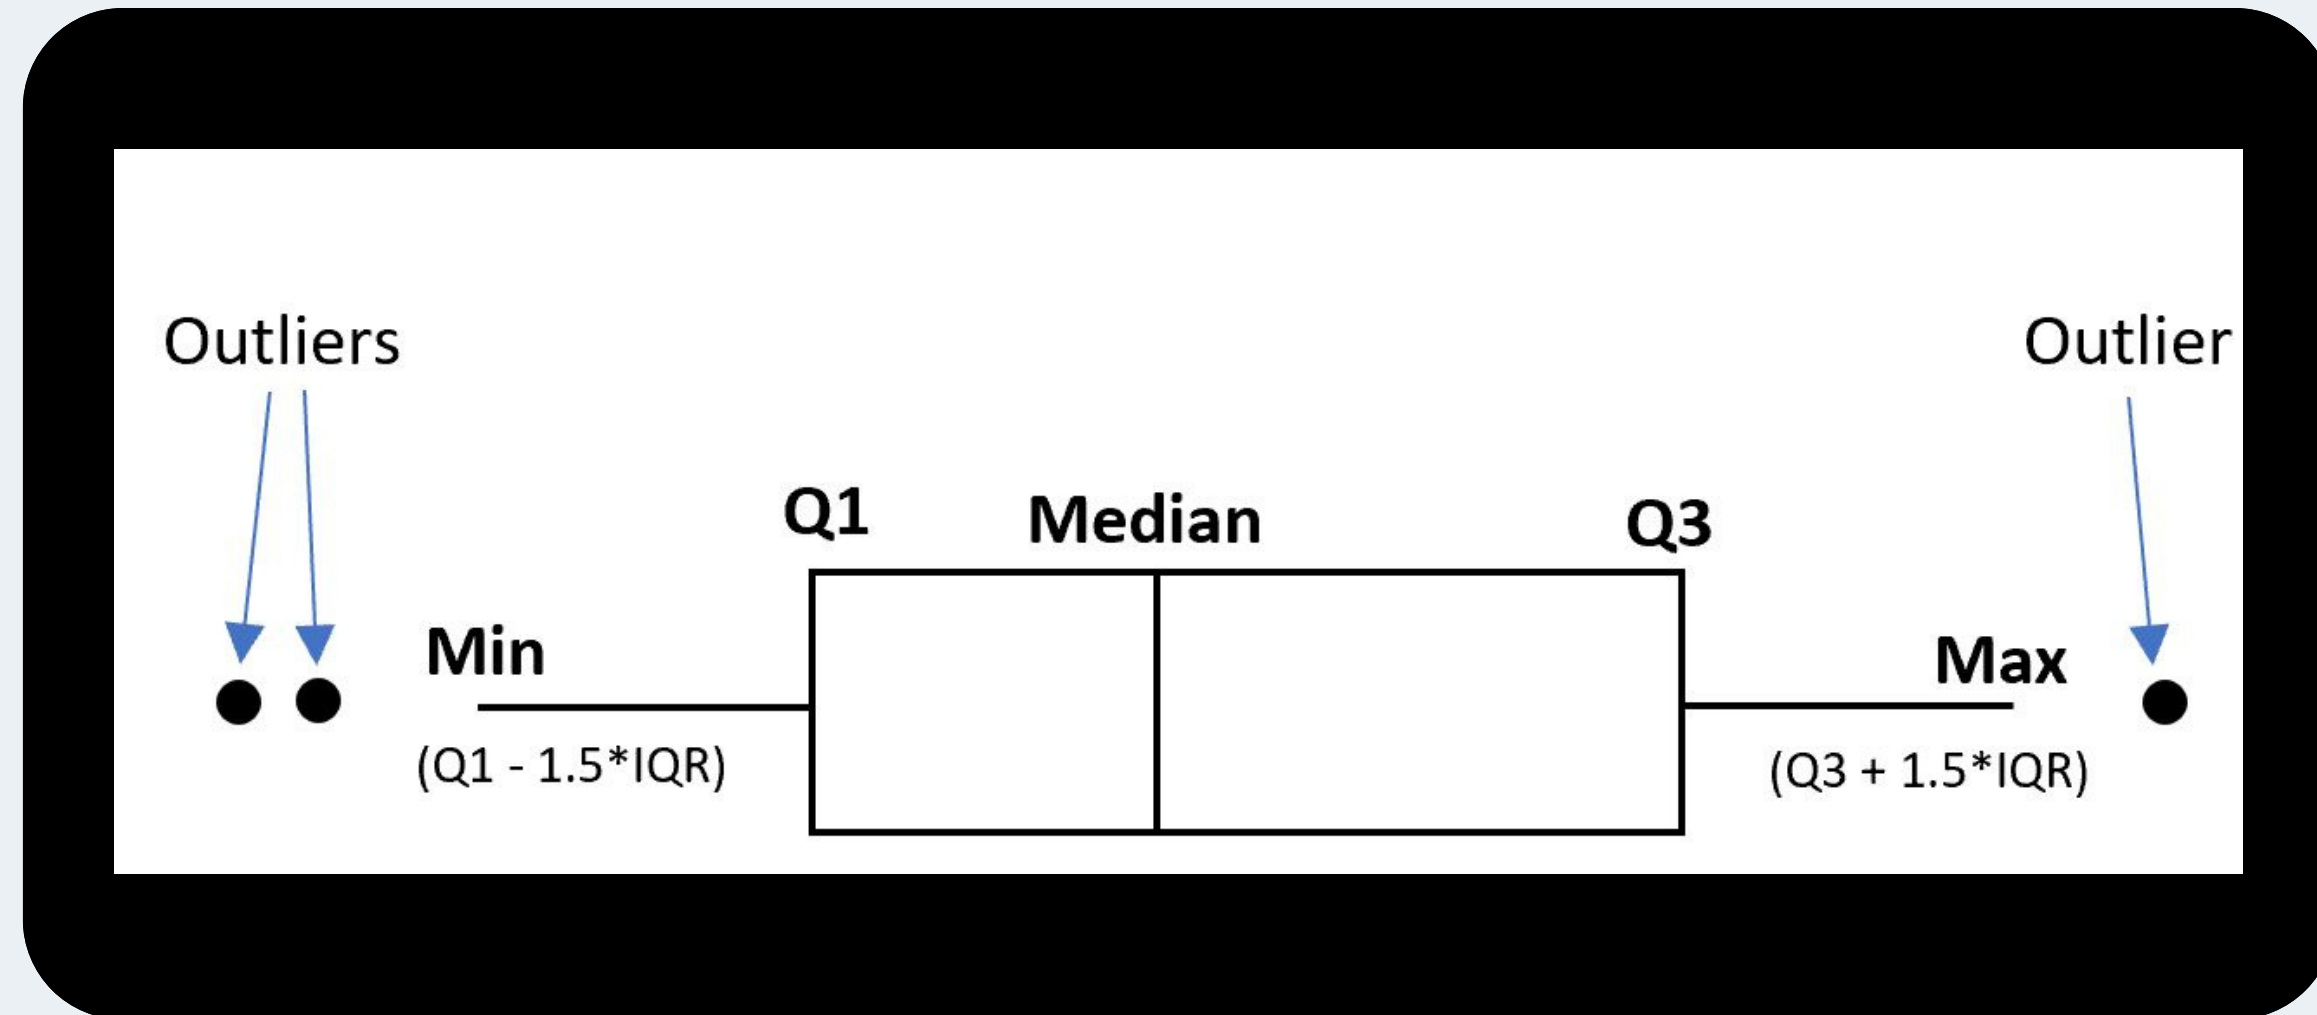 Outliers
Outlier
Q1
Median
Q3
Min
Max
(Q1 - 1.5*IQR)
(Q3 + 1.5*IQR)